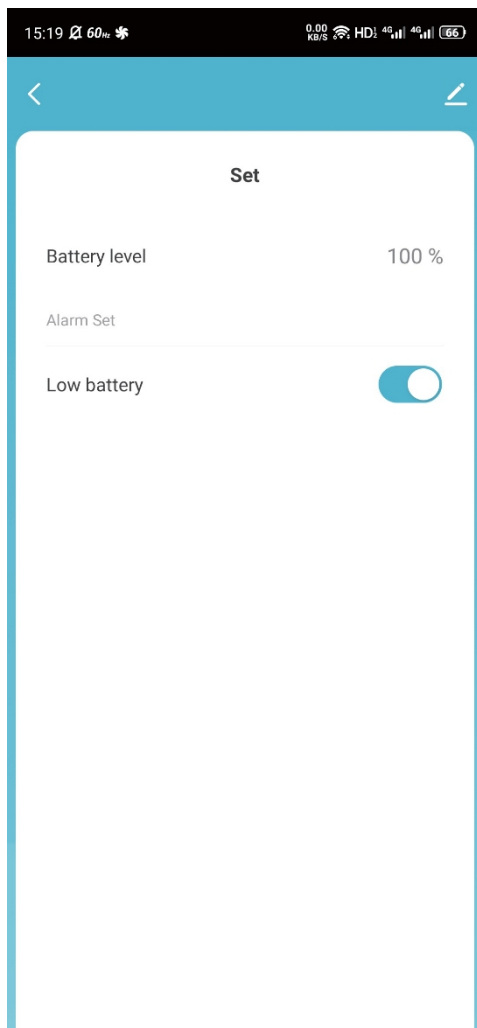 15:19 60Hz 0.00 KB/S HD 4G 4G 66
Set
Battery level 100 %
Alarm Set
Low battery